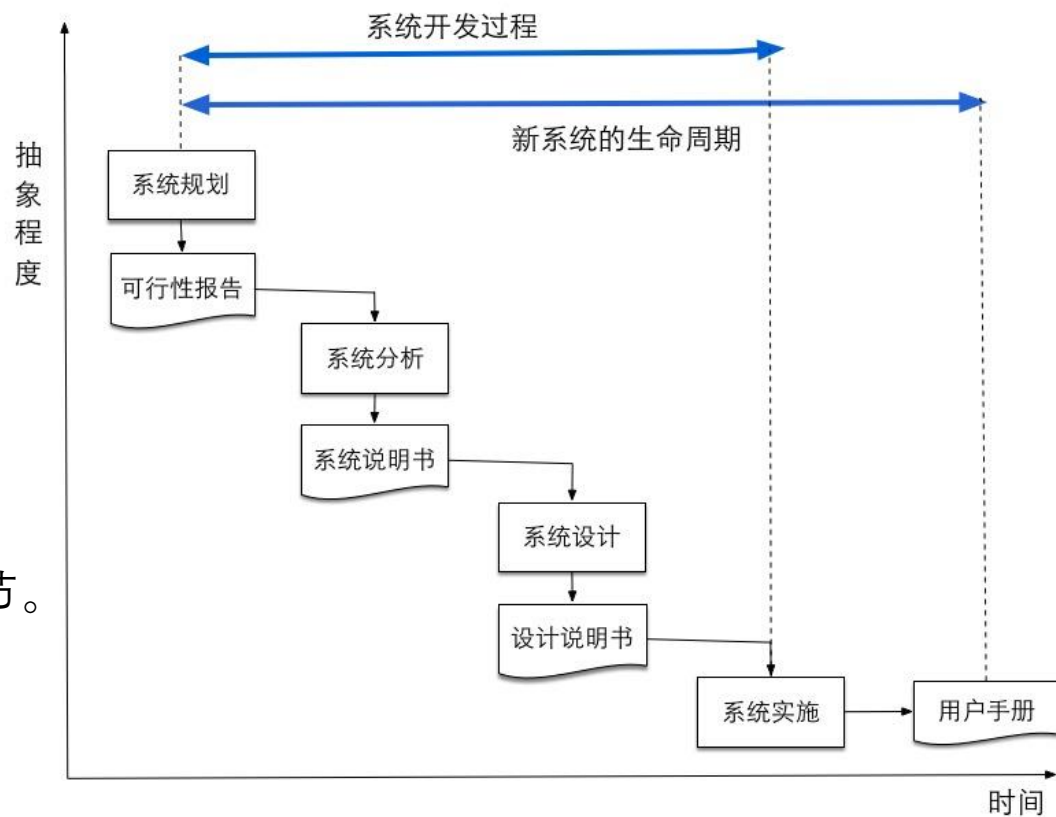 系统开发过程
新系统的生命周期
抽
象
程
度
系统规划
可行性报告
系统分析
系统说明书
系统设计
节。
设计说明书
系统实施
用户手册
时间